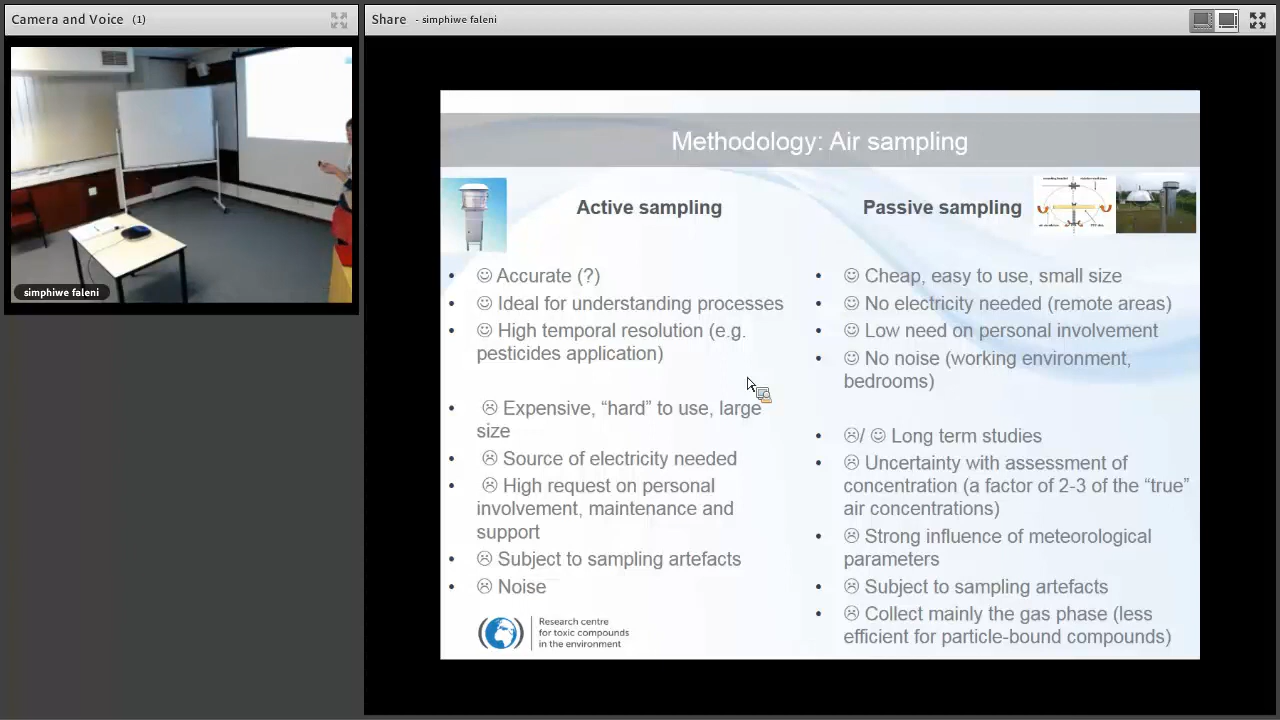 Camera and Voice (1)
simphiwe faleni
Share - simphiwe faleni
Methodology: Air sampling
Active sampling
• ☺ Accurate (?)
• ☺ Ideal for understanding processes
• ☺ High temporal resolution (e.g.
pesticides application)
• ☹ Expensive, “hard” to use, large
size
• ☹ Source of electricity needed
• ☹ High request on personal
involvement, maintenance and
support
• ☹ Subject to sampling artefacts
• ☹ Noise
Research centre
for toxic compounds
in the environment
Passive sampling
• ☺ Cheap, easy to use, small size
• ☺ No electricity needed (remote areas)
• ☺ Low need on personal involvement
• ☺ No noise (working environment,
bedrooms)
• ☹/ ☺ Long term studies
• ☹ Uncertainty with assessment of
concentration (a factor of 2-3 of the “true”
air concentrations)
• ☹ Strong influence of meteorological
parameters
• ☹ Subject to sampling artefacts
• ☹ Collect mainly the gas phase (less
efficient for particle-bound compounds)